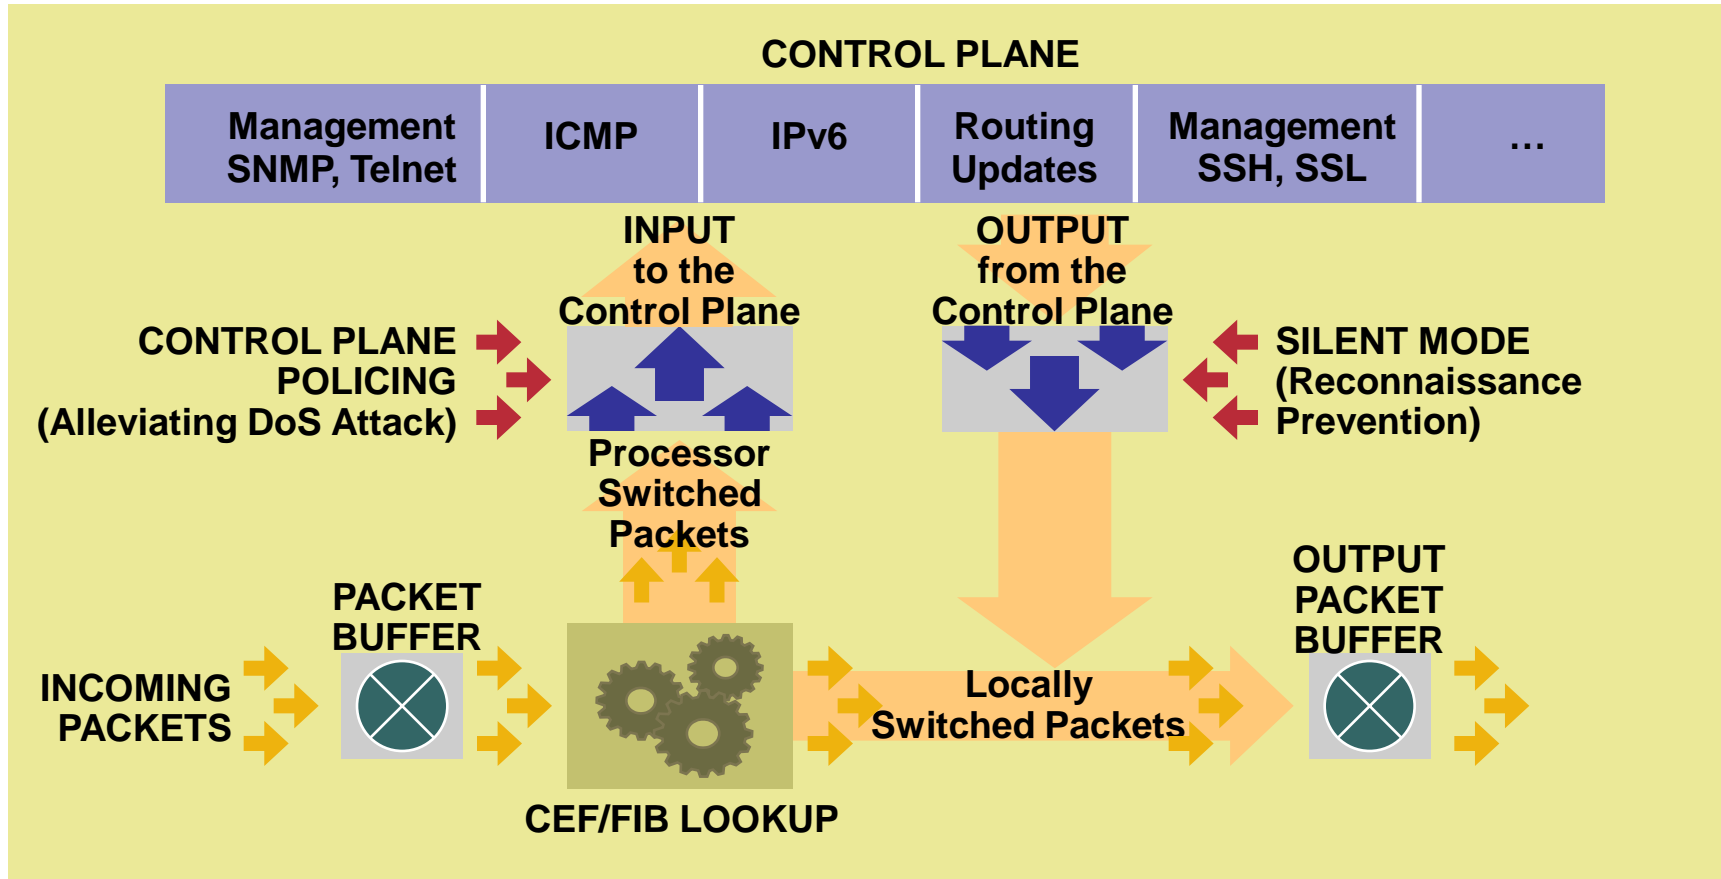 CONTROL PLANE
Management
SNMP, Telnet
ICMP
IPv6
Routing
Updates
Management
SSH, SSL
...
INPUT
to the
Control Plane
OUTPUT
from the
Control Plane
CONTROL PLANE
POLICING
(Alleviating DoS Attack)
SILENT MODE
(Reconnaissance
Prevention)
Processor
Switched
Packets
PACKET
BUFFER
OUTPUT
PACKET
BUFFER
INCOMING
PACKETS
Locally
Switched Packets
CEF/FIB LOOKUP